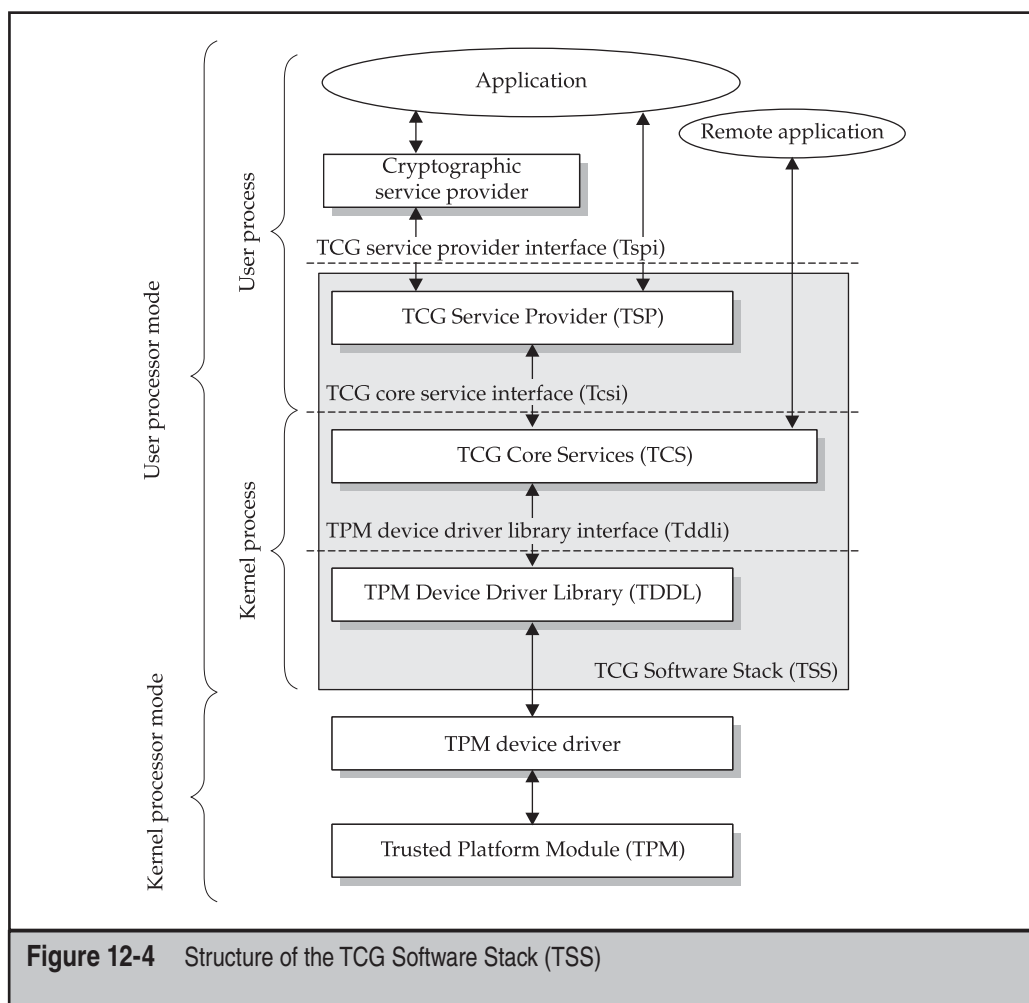 Application
Remote application
Cryptographic
service provider
User process
TCG service provider interface (Tspi)
TCG Service Provider (TSP)
User processor mode
TCG core service interface (Tcsi)
TCG Core Services (TCS)
Kernel process
TPM device driver library interface (Tddli)
TPM Device Driver Library (TDDL)
TCG Software Stack (TSS)
Kernel processor mode
TPM device driver
Trusted Platform Module (TPM)
Figure 12-4 Structure of the TCG Software Stack (TSS)